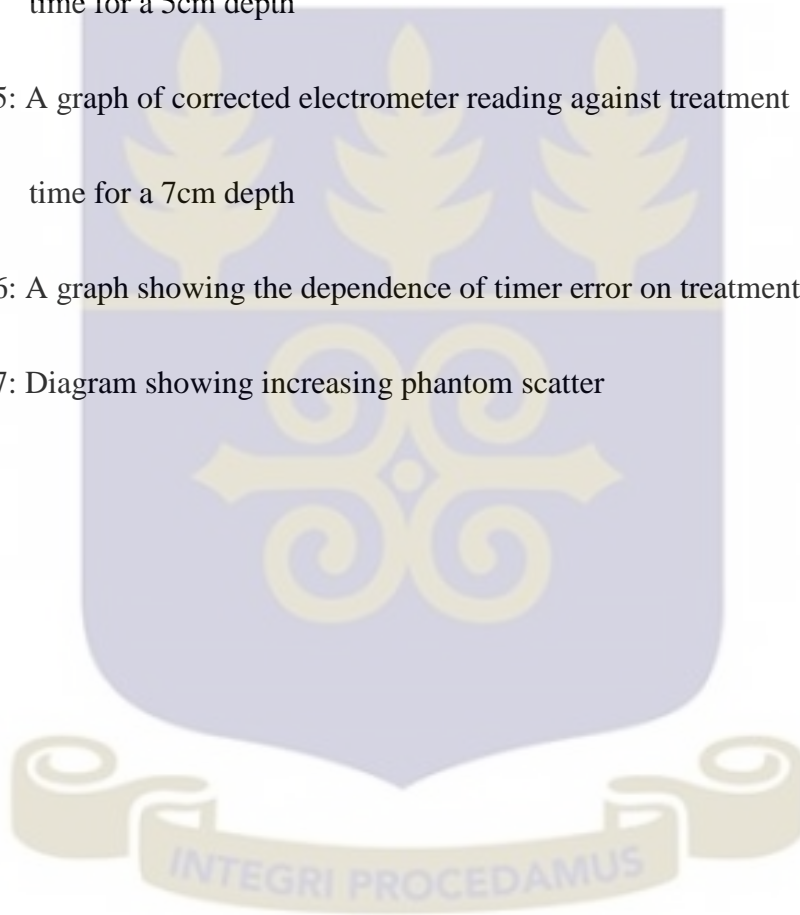 time for a 5cm depth
5: A graph of corrected electrometer reading against treatment
time for a 7cm depth
6: A graph showing the dependence of timer error on treatment
7: Diagram showing increasing phantom scatter
INTEGRI PROCEDAMUS